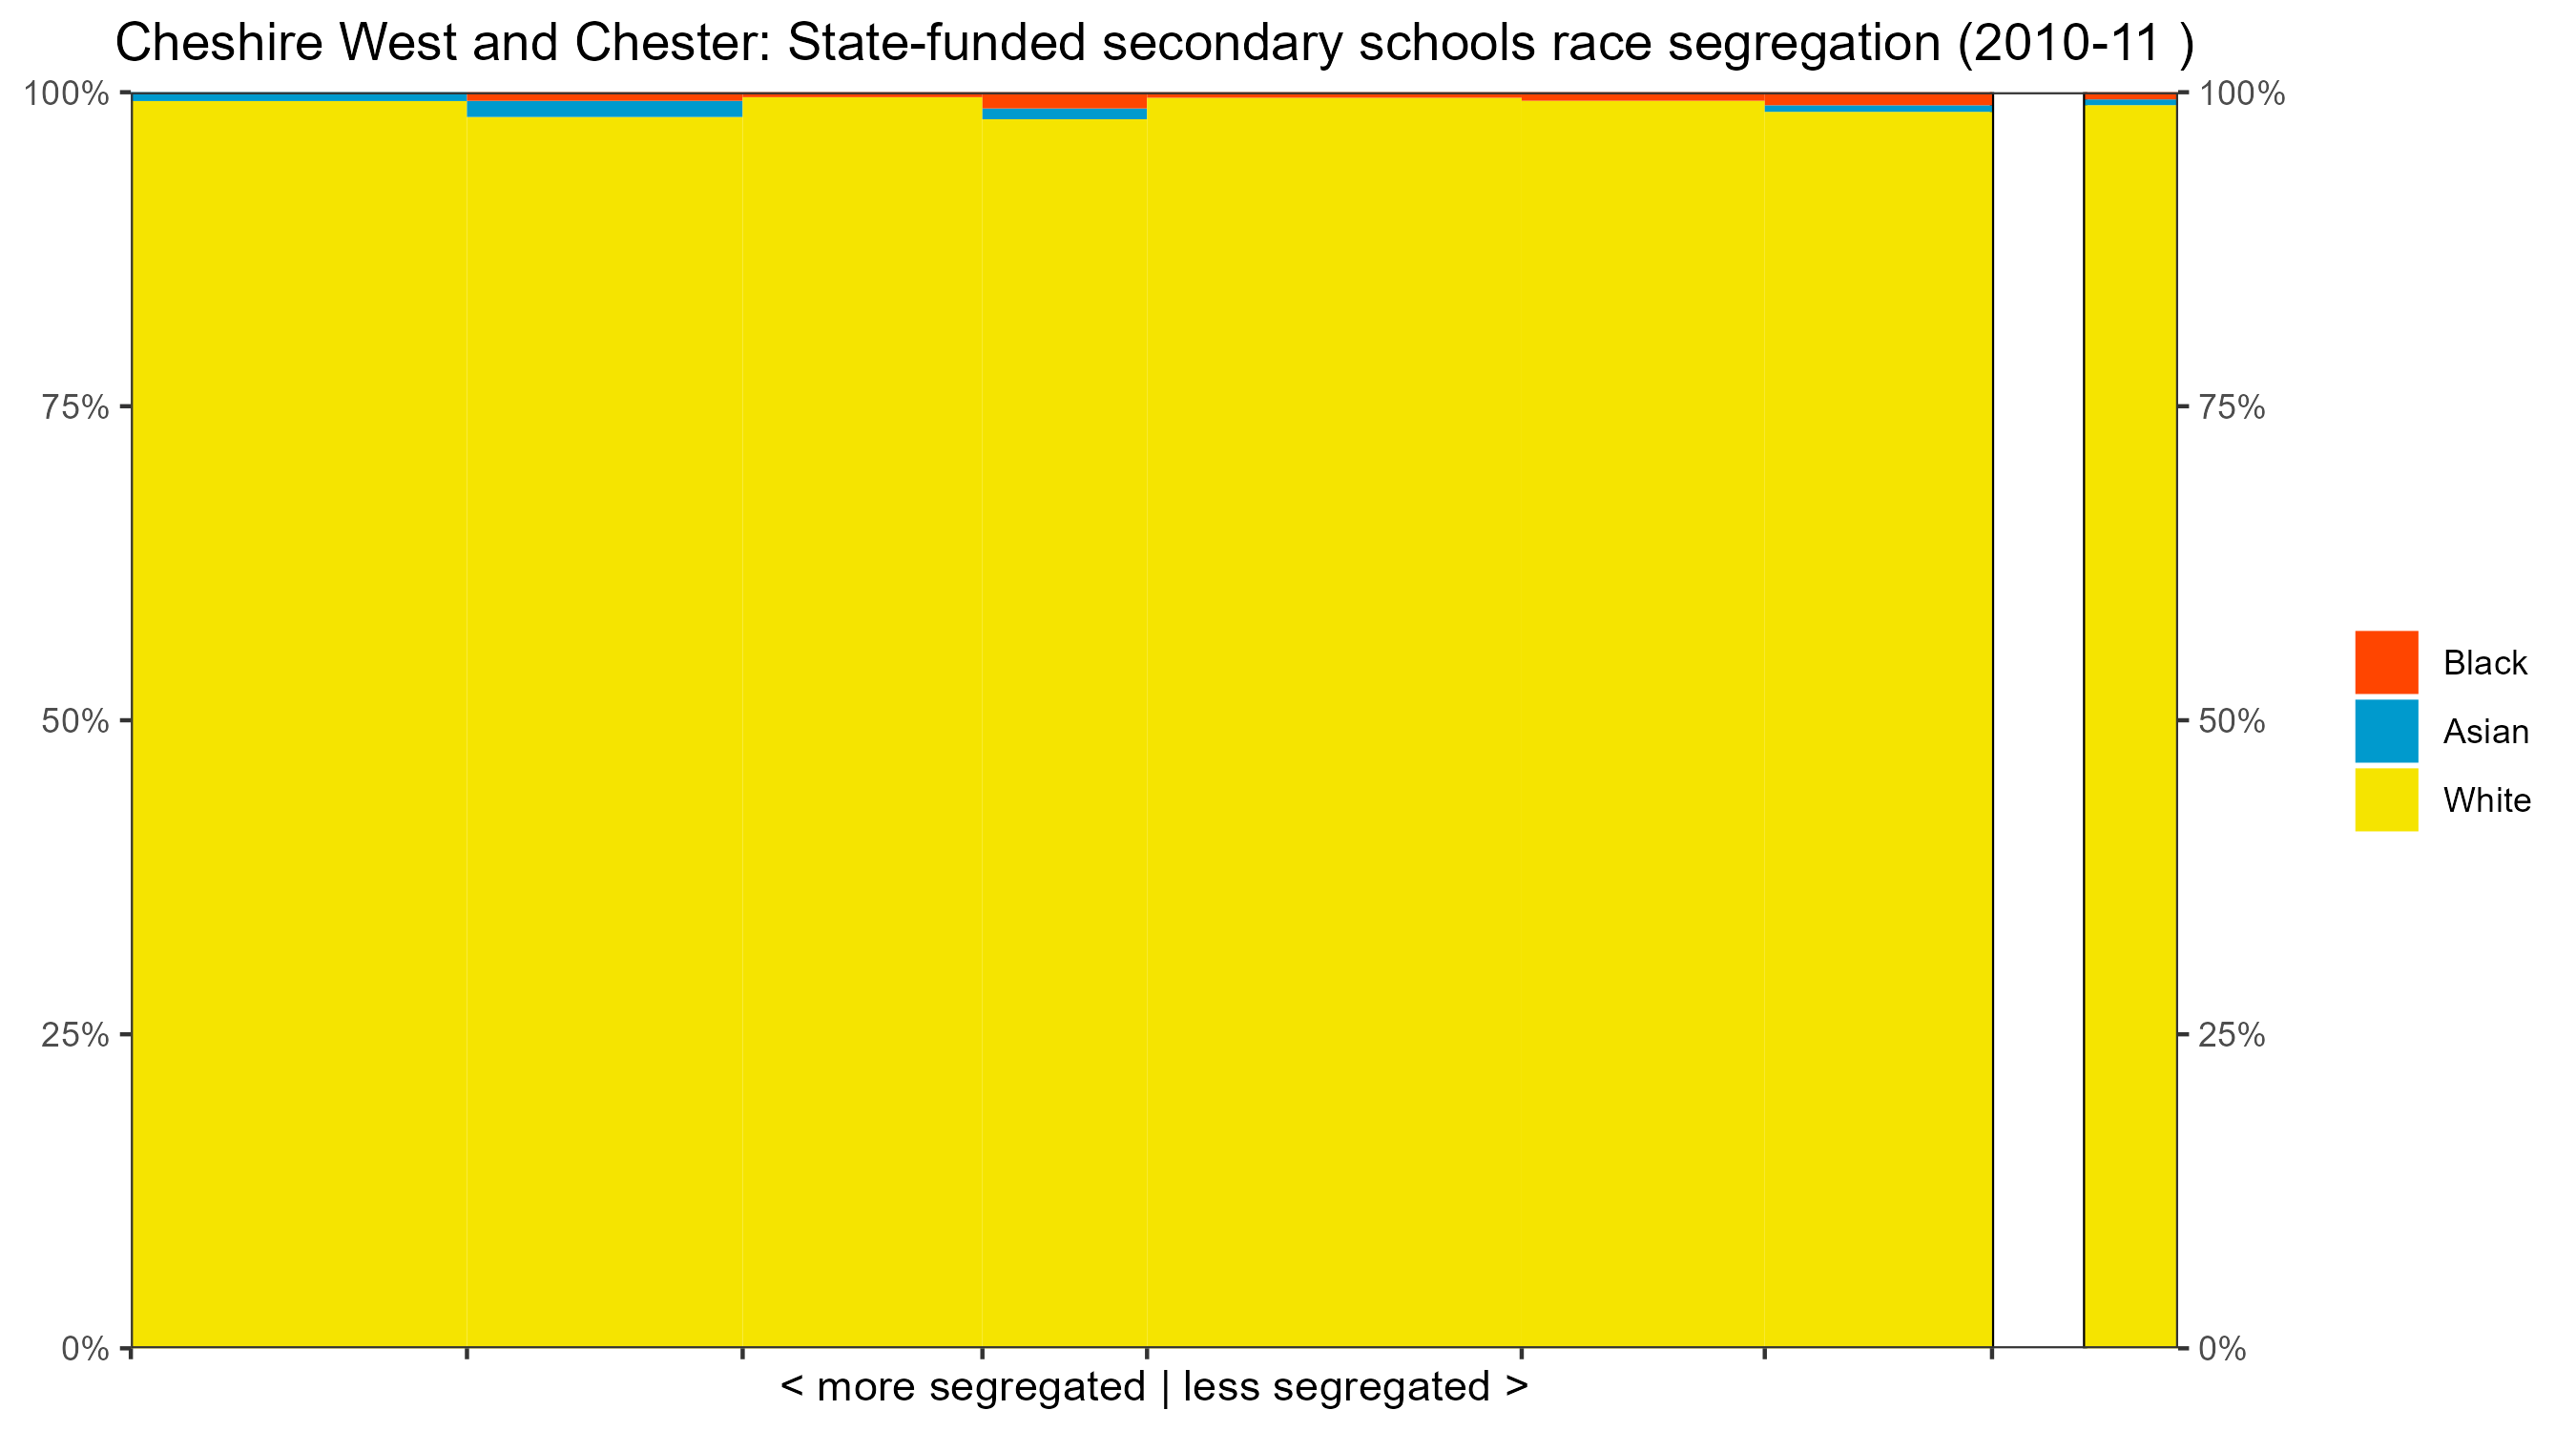 Cheshire West and Chester: State-funded secondary schools race segregation (2010-11 )
100%
75%
50%
25%
0%
100%
75%
50%
25%
0%
Black
Asian
White
< more segregated | less segregated >